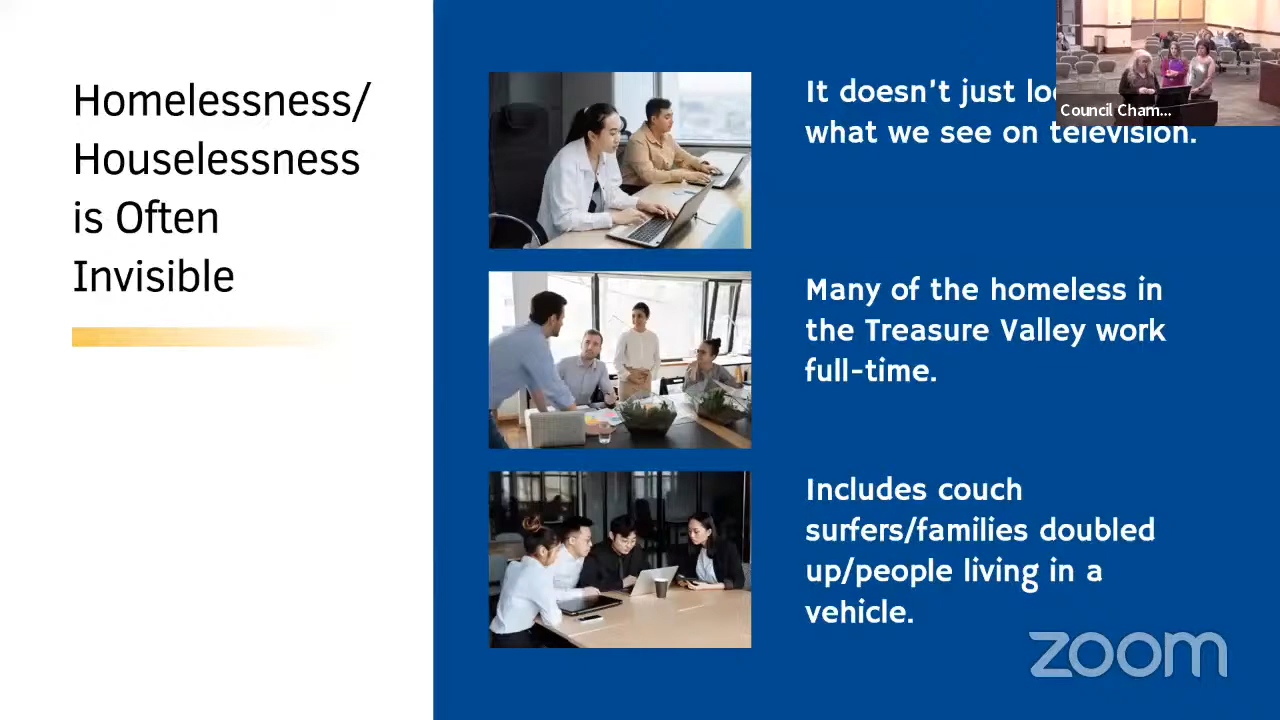 Homelessness/
Houselessness
is Often
Invisible
It doesn't just
what we see on television.
Many of the homeless in
the Treasure Valley work
full-time.
Includes couch
surfers/families doubled
up/people living in a
vehicle.
Council Cham...
zoom